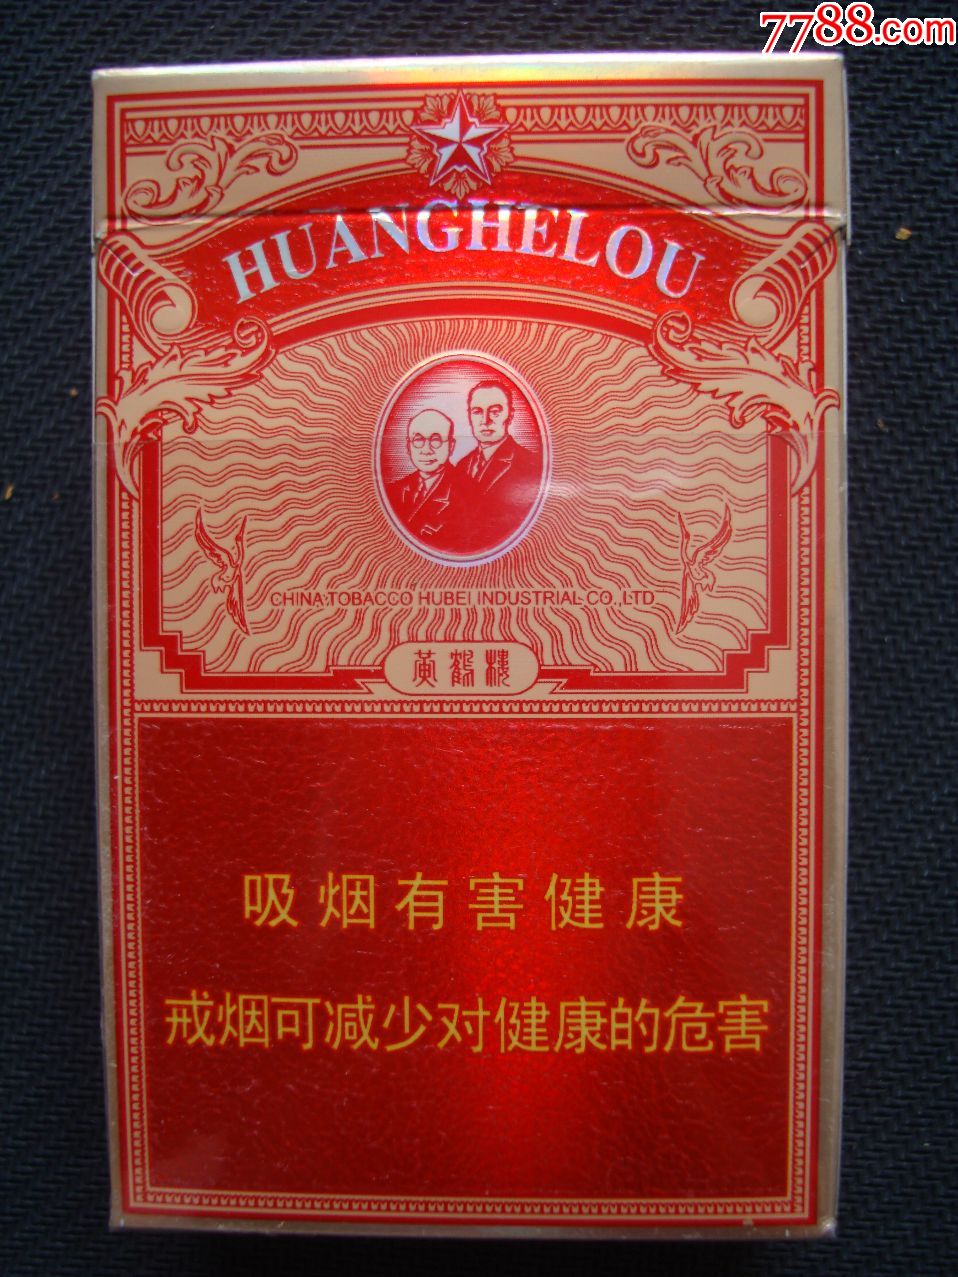 7788.com
HUANGHELOU
CHINA TOBACCO HUBEI INDUSTRIAL CO.,LTD
黄鹤楼
吸烟有害健康
戒烟可减少对健康的危害